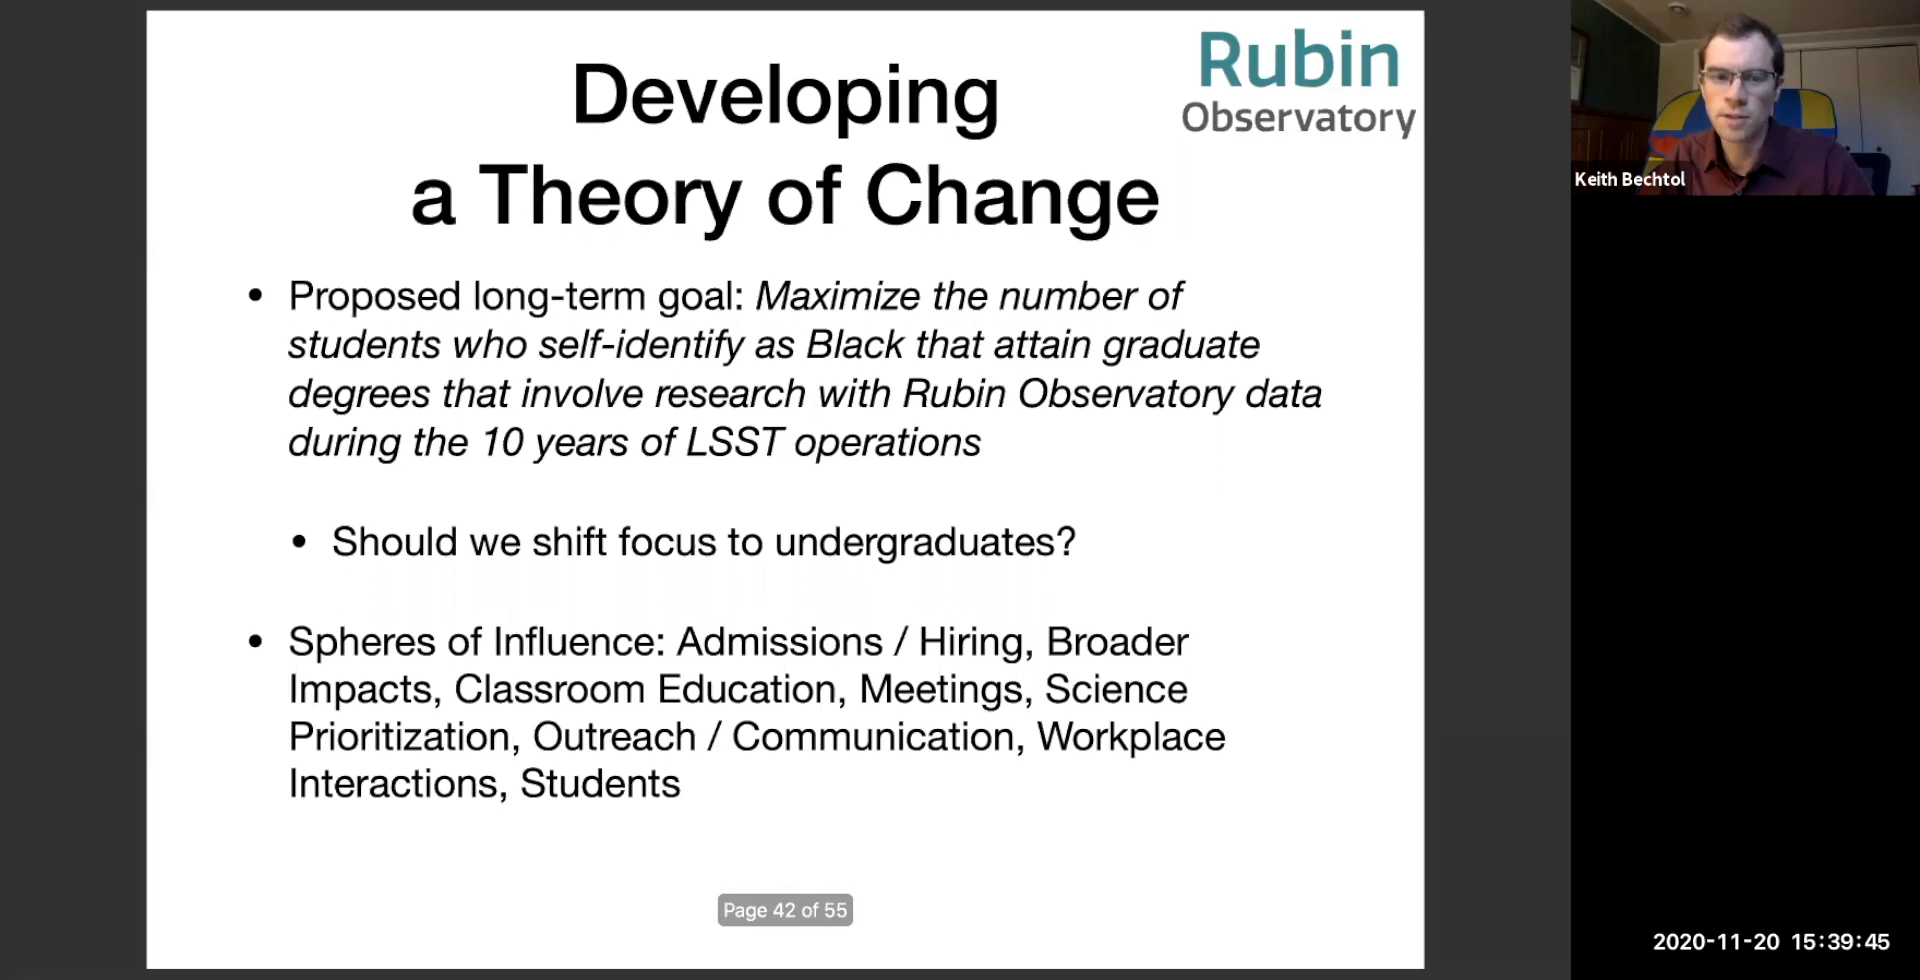 Developing
a Theory of Change
Rubin
Observatory
• Proposed long-term goal: Maximize the number of
students who self-identify as Black that attain graduate
degrees that involve research with Rubin Observatory data
during the 10 years of LSST operations
• Should we shift focus to undergraduates?
• Spheres of Influence: Admissions / Hiring, Broader
Impacts, Classroom Education, Meetings, Science
Prioritization, Outreach / Communication, Workplace
Interactions, Students
Page 42 of 55
Keith Bechtol
2020-11-20 15:39:45